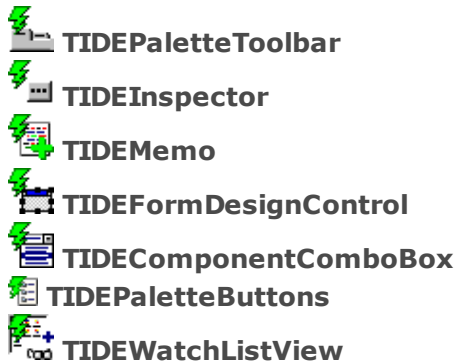 TIDEPaletteToolbar
TIDEInspector
TIDEMemo
TIDEFormDesignControl
TIDEComponentComboBox
TIDEPaletteButtons
TIDEWatchListView